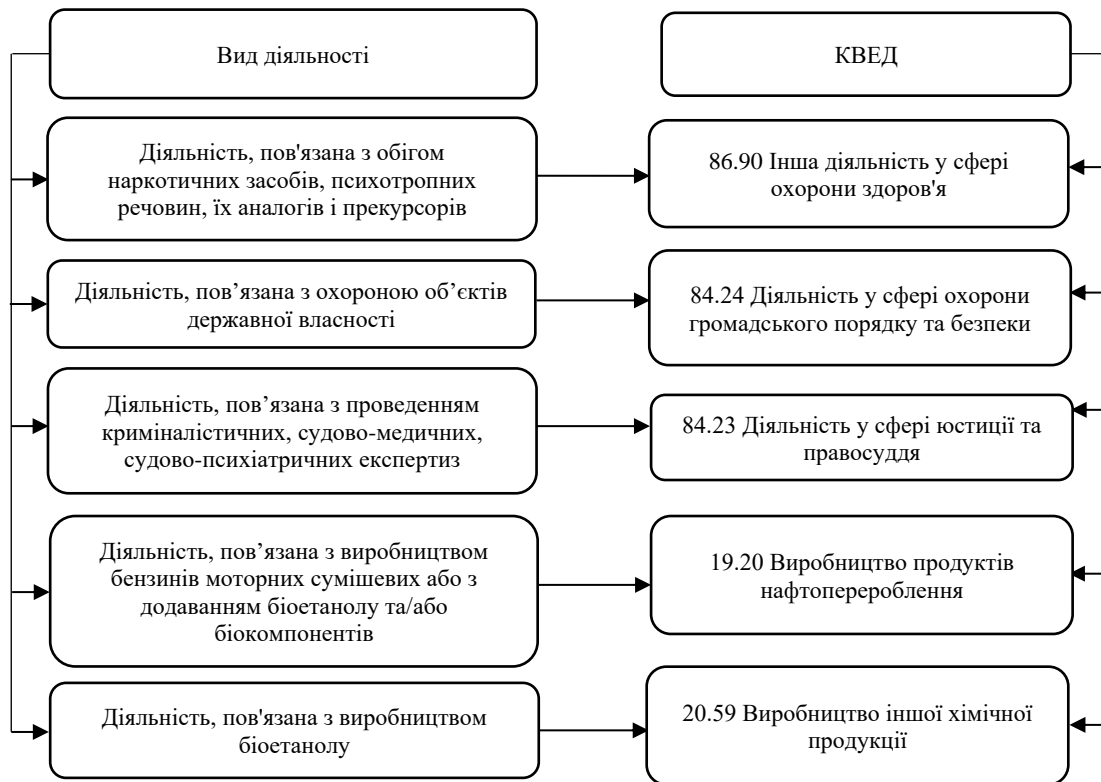 Вид діяльності
КВЕД
Діяльність, пов'язана з обігом
наркотичних засобів, психотропних
речовин, їх аналогів і прекурсорів
86.90 Інша діяльність у сфері
охорони здоров'я
Діяльність, пов’язана з охороною об’єктів
державної власності
84.24 Діяльність у сфері охорони
громадського порядку та безпеки
Діяльність, пов’язана з проведенням
криміналістичних, судово-медичних,
судово-психіатричних експертиз
84.23 Діяльність у сфері юстиції та
правосуддя
Діяльність, пов’язана з виробництвом
бензинів моторних сумішевих або з
додаванням біоетанолу та/або
біокомпонентів
19.20 Виробництво продуктів
нафтоперероблення
Діяльність, пов'язана з виробництвом
біоетанолу
20.59 Виробництво іншої хімічної
продукції